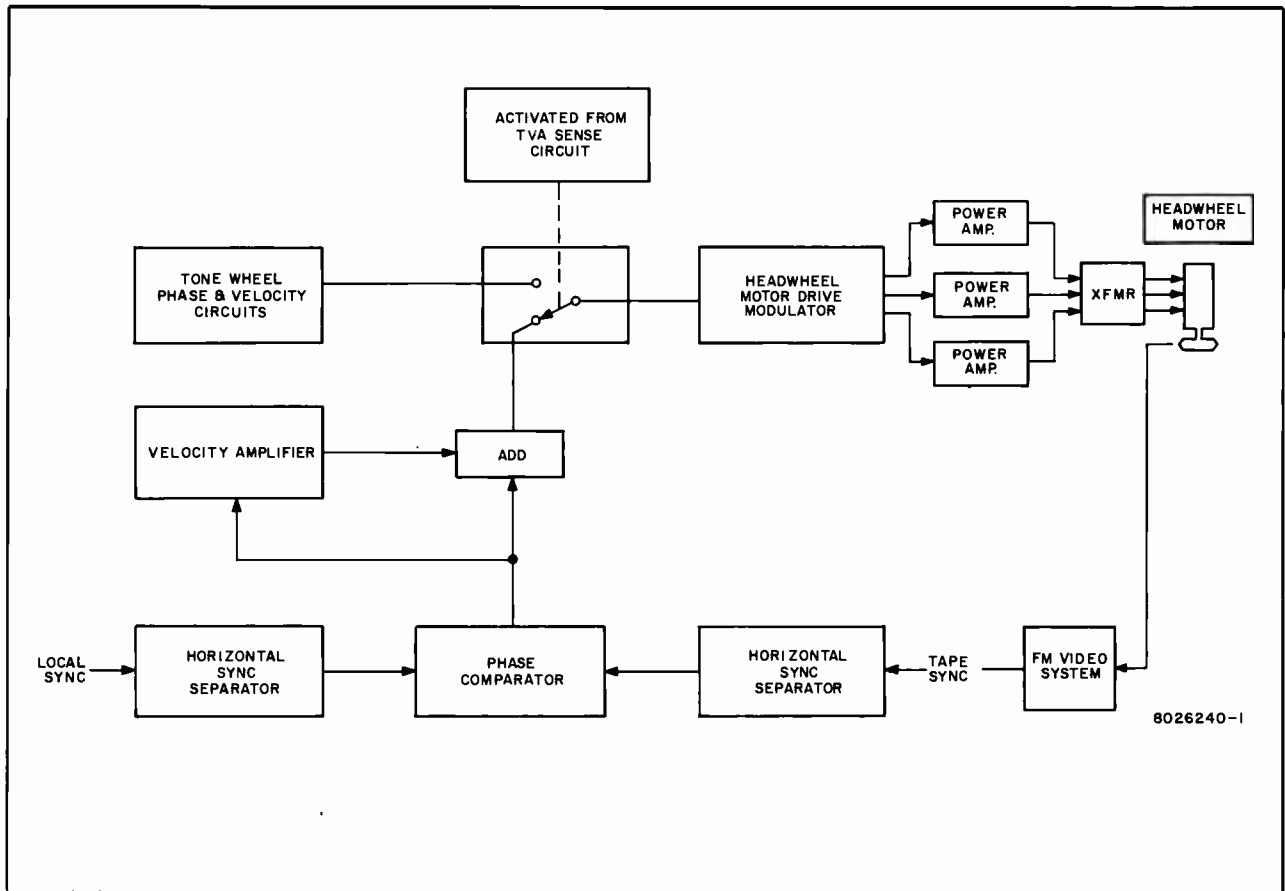 ACTIVATED FROM
TVA SENSE
CIRCUIT
TONE WHEEL
PHASE & VELOCITY
CIRCUITS
HEADWHEEL
MOTOR DRIVE
MODULATOR
POWER
AMP.
POWER
AMP.
POWER
AMP.
XFMR
HEADWHEEL
MOTOR
VELOCITY AMPLIFIER
ADD
LOCAL
SYNC
HORIZONTAL
SYNC
SEPARATOR
PHASE
COMPARATOR
HORIZONTAL
SYNC
SEPARATOR
TAPE
SYNC
FM VIDEO
SYSTEM
8026240-1